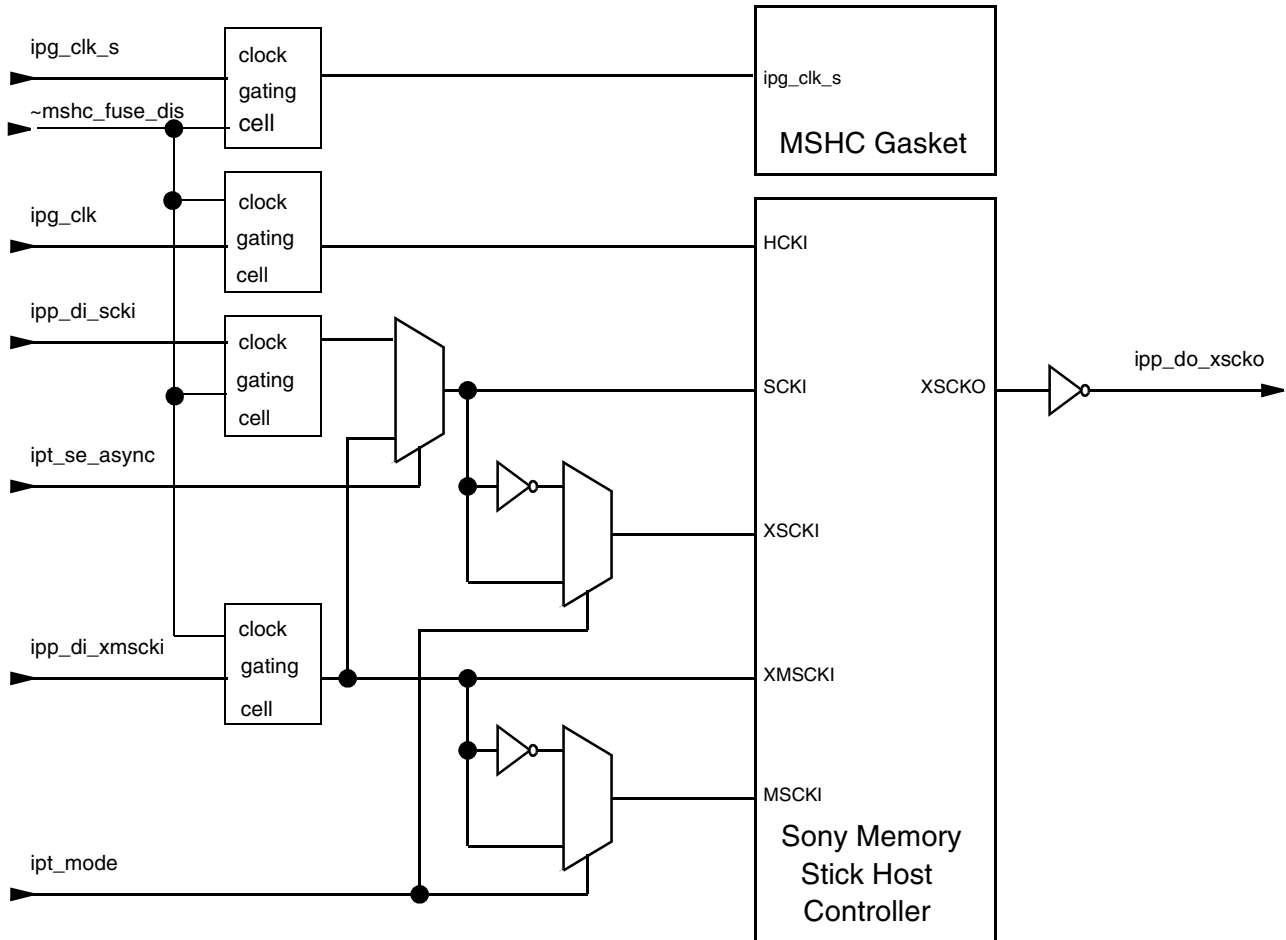 ipg_clk_s
clock
gating
cell
ipg_clk_s
MSHC Gasket
~mshc_fuse_dis
ipg_clk
clock
gating
cell
HCKI
ipp_di_scki
clock
gating
cell
SCKI
XSCKO
ipp_do_xscko
ipt_se_async
XSCKI
ipp_di_xmscki
clock
gating
cell
XMSCKI
MSCKI
Sony Memory
Stick Host
Controller
ipt_mode